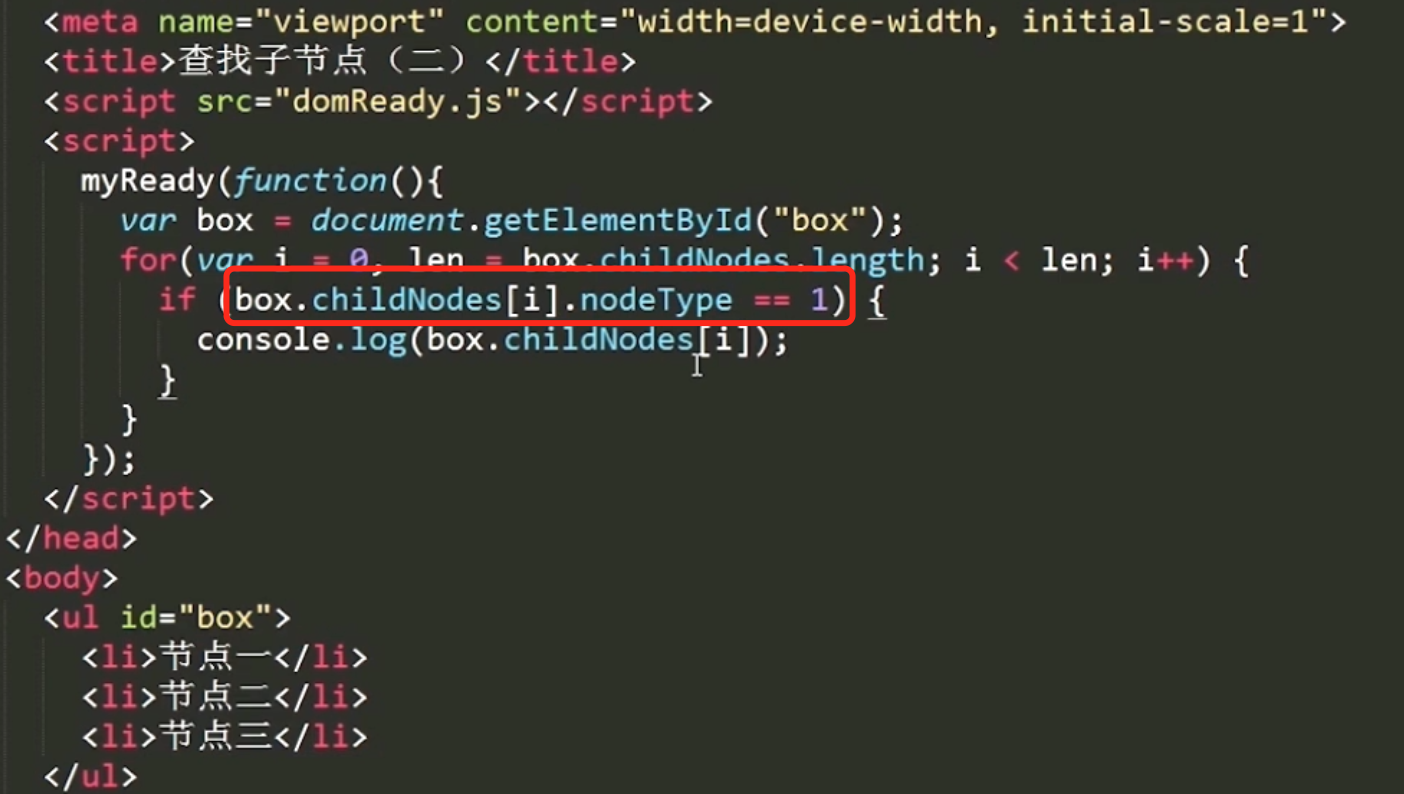 <meta name="viewport" content="width=device-width, initial-scale=1">
<title>查找子节点（二）</title>
<script src="domReady.js"></script>
<script>
myReady(function(){
var box = document.getElementById("box");
for(var i = 0, len = box.childNodes.length; i < len; i++) {
if (box.childNodes[i].nodeType == 1) {
console.log(box.childNodes[i]);
}
}
});
</script>
</head>
<body>
<ul id="box">
<li>节点一</li>
<li>节点二</li>
<li>节点三</li>
</ul>